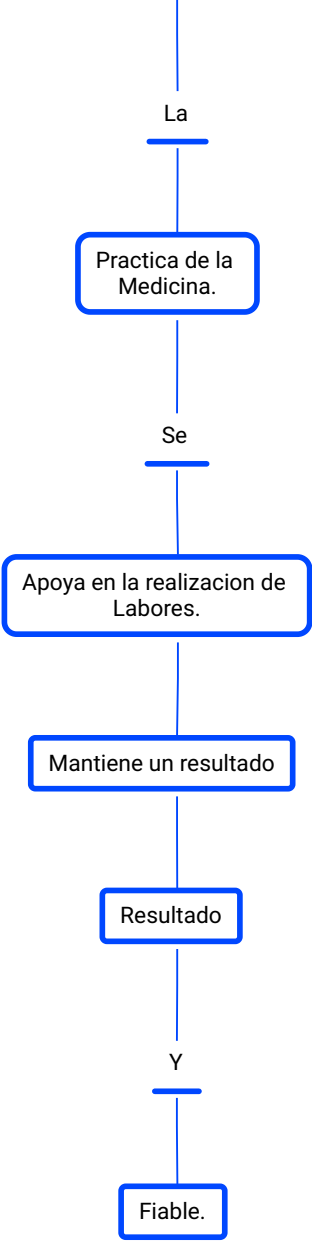 La
Practica de la
Medicina.
Se
Apoya en la realizacion de
Labores.
Mantiene un resultado
Resultado
Y
Fiable.